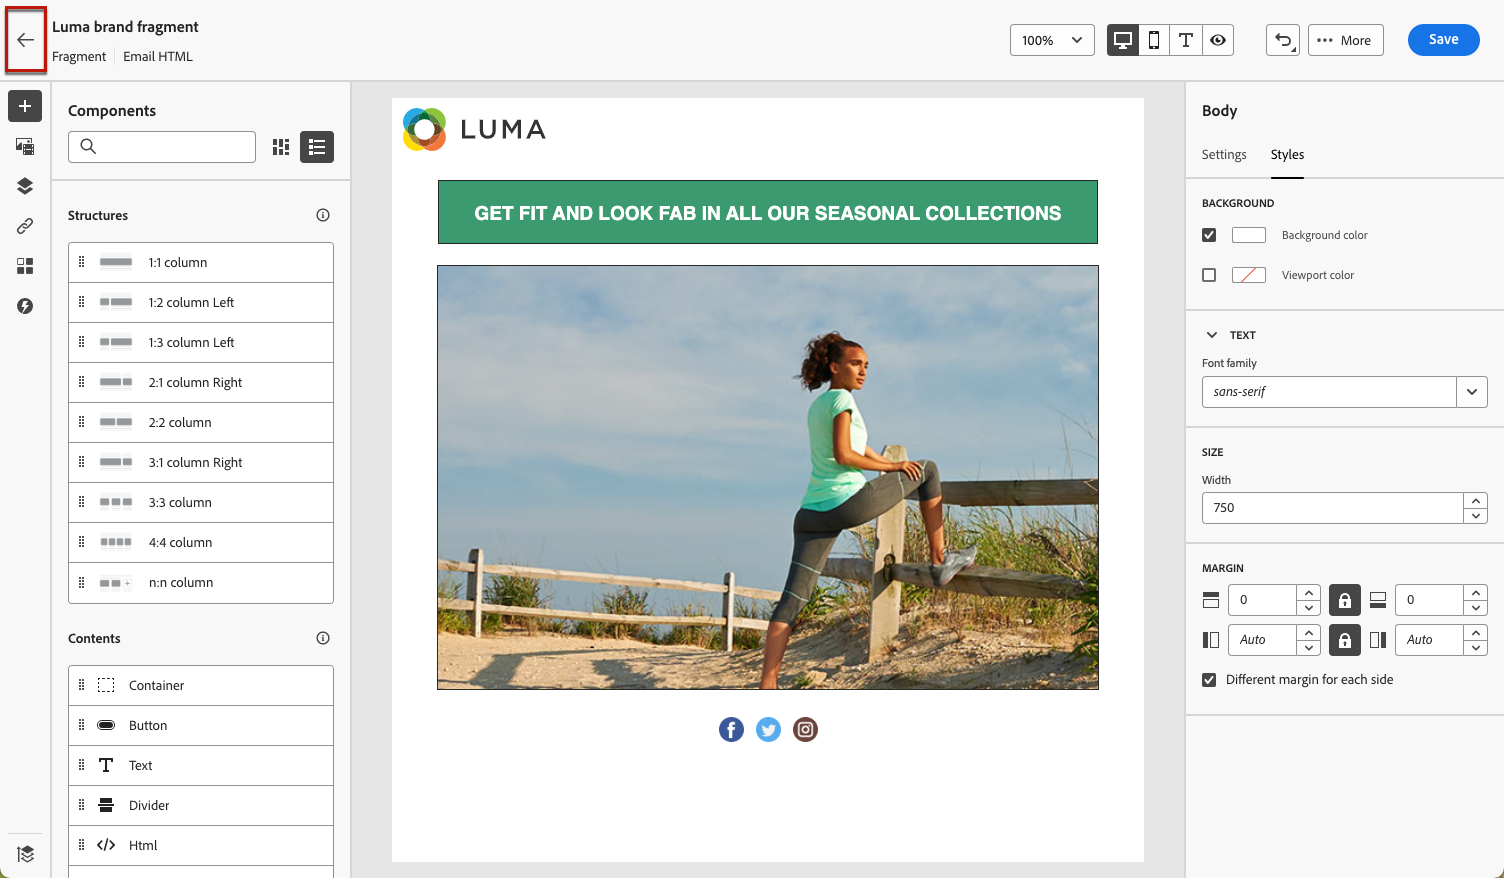 Luma brand fragment
Fragment
Email HTML
100%
More
Save
Components
Structures
1:1 column
1:2 column Left
1:3 column Left
2:1 column Right
2:2 column
3:1 column Right
3:3 column
4:4 column
n:n column
Contents
Container
Button
Text
Divider
Html
LUMA
GET FIT AND LOOK FAB IN ALL OUR SEASONAL COLLECTIONS
Body
Settings Styles
BACKGROUND
Background color
Viewport color
TEXT
Font family
sans-serif
SIZE
Width
750
MARGIN
0 0
Auto Auto
Different margin for each side